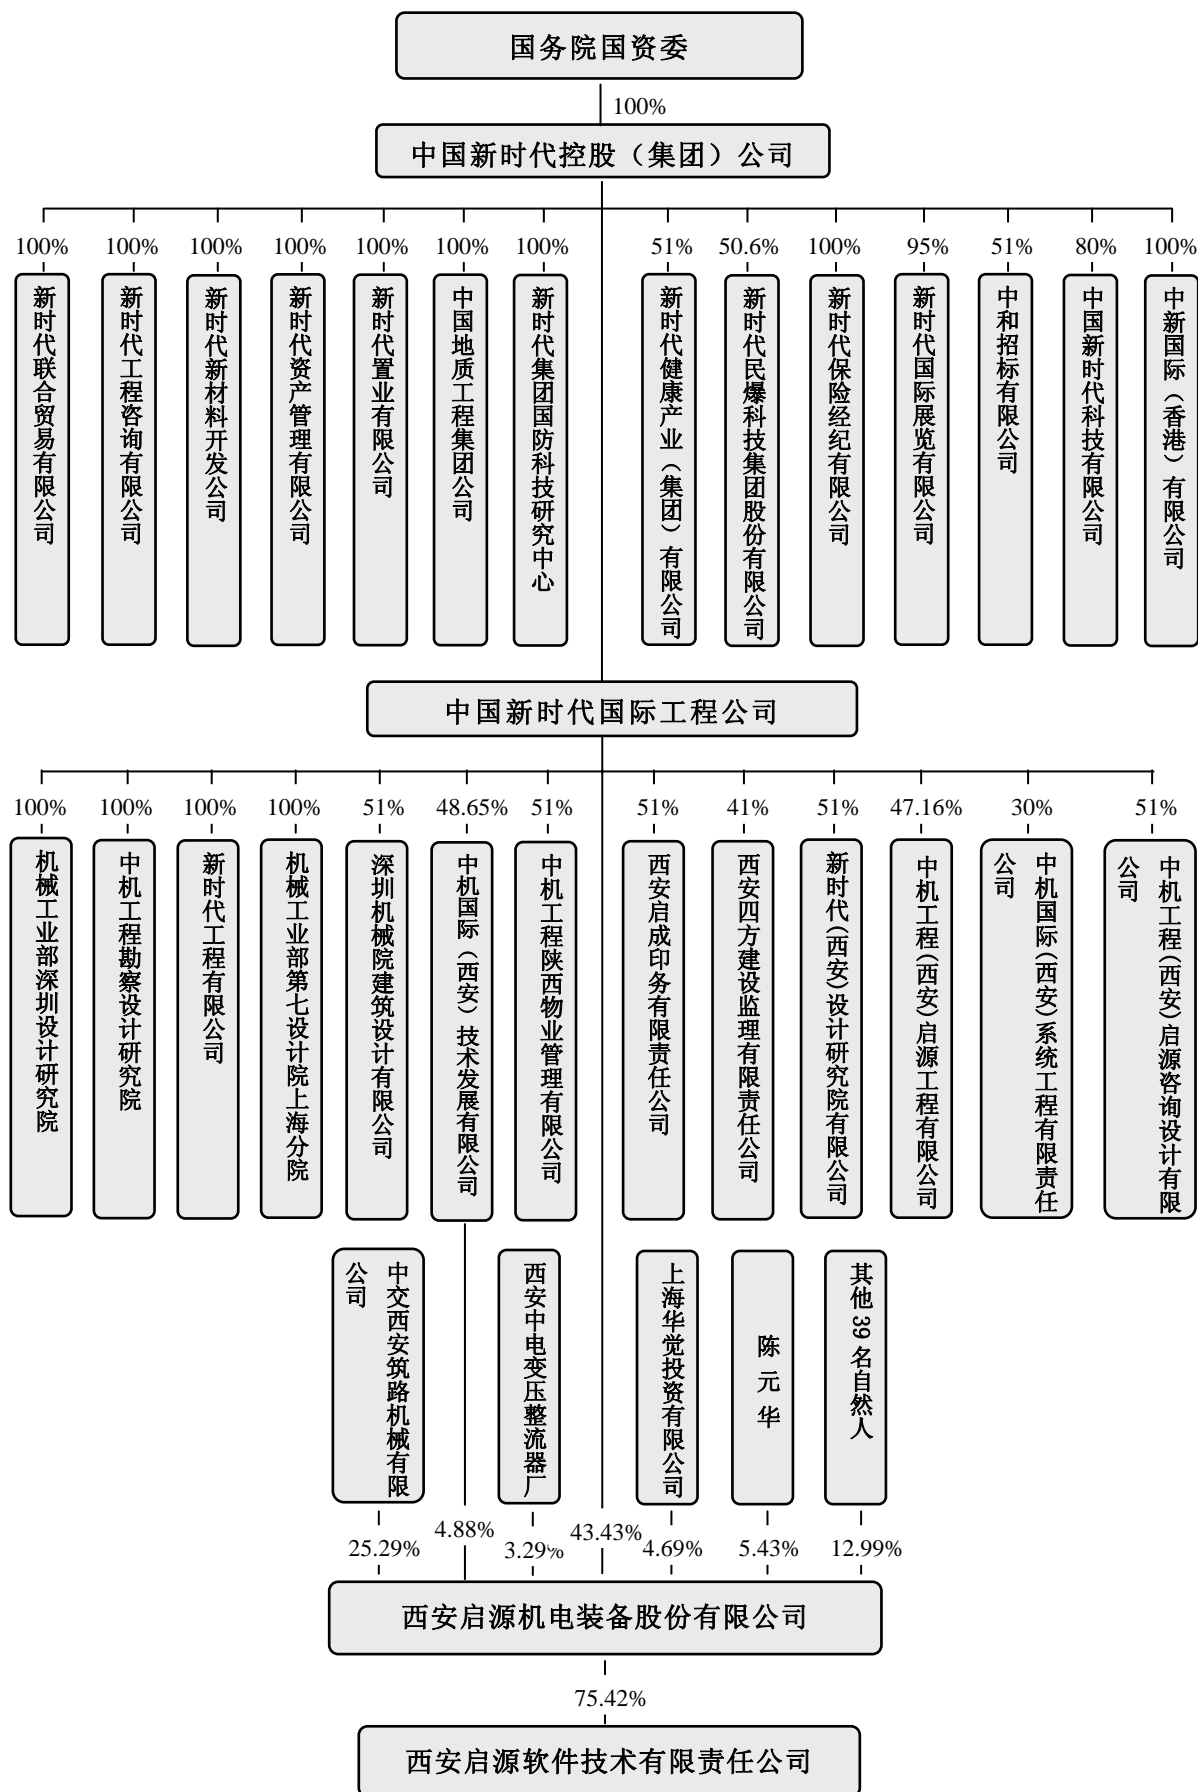 国务院国资委
100%
中国新时代控股（集团）公司
100%
100%
100%
100%
100%
100%
100%
51%
50.6%
100%
95%
51%
80%
100%
新时代联合贸易有限公司
新时代工程咨询有限公司
新时代新材料开发公司
新时代资产管理有限公司
新时代置业有限公司
中国地质工程集团公司
新时代集团国防科技研究中心
新时代健康产业（集团）有限公司
新时代民爆科技集团股份有限公司
新时代保险经纪有限公司
新时代国际展览有限公司
中和招标有限公司
中国新时代科技有限公司
中新国际（香港）有限公司
中国新时代国际工程公司
100%
100%
100%
100%
51%
48.65%
51%
51%
41%
51%
47.16%
30%
51%
机械工业部深圳设计研究院
中机工程勘察设计研究院
新时代工程有限公司
机械工业部第七设计院上海分院
深圳机械院建筑设计有限公司
中机国际（西安）技术发展有限公司
中机工程陕西物业管理有限公司
西安启成印务有限责任公司
西安四方建设监理有限责任公司
新时代（西安）设计研究院有限公司
中机工程（西安）启源工程有限公司
中机国际（西安）系统工程有限责任
公司
中机工程（西安）启源咨询设计有限
公司
中交西安筑路机械有限
公司
西安中电变压整流器厂
上海华觉投资有限公司
陈元华
其他 39 名自然人
25.29%
4.88%
3.29%
43.43%
4.69%
5.43%
12.99%
西安启源机电装备股份有限公司
75.42%
西安启源软件技术有限责任公司